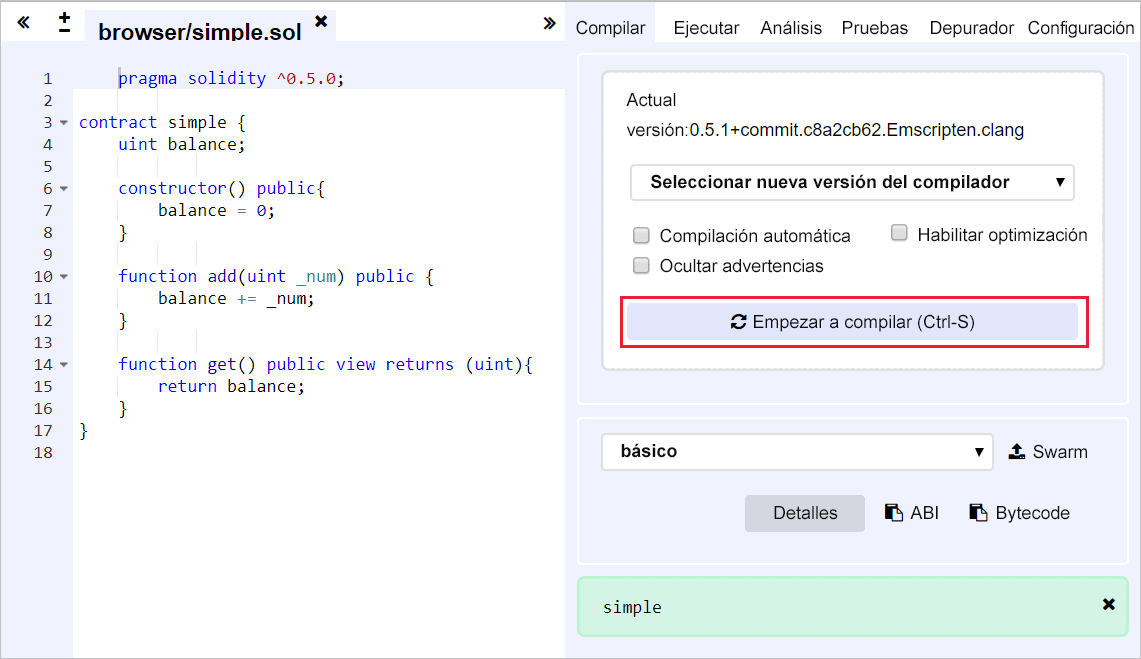 browser/simple.sol
1 pragma solidity ^0.5.0;
2
3 contract simple {
4 uint balance;
5
6 constructor() public{
7 balance = 0;
8 }
9
10 function add(uint _num) public {
11 balance += _num;
12 }
13
14 function get() public view returns (uint){
15 return balance;
16 }
17 }
18
Compilar Ejecutar Análisis Pruebas Depurador Configuración
Actual
versión:0.5.1+commit.c8a2cb62.Emscripten.clang
Seleccionar nueva versión del compilador
Compilación automática Habilitar optimización
Ocultar advertencias
Empezar a compilar (Ctrl-S)
básico Swarm
Detalles ABI Bytecode
simple